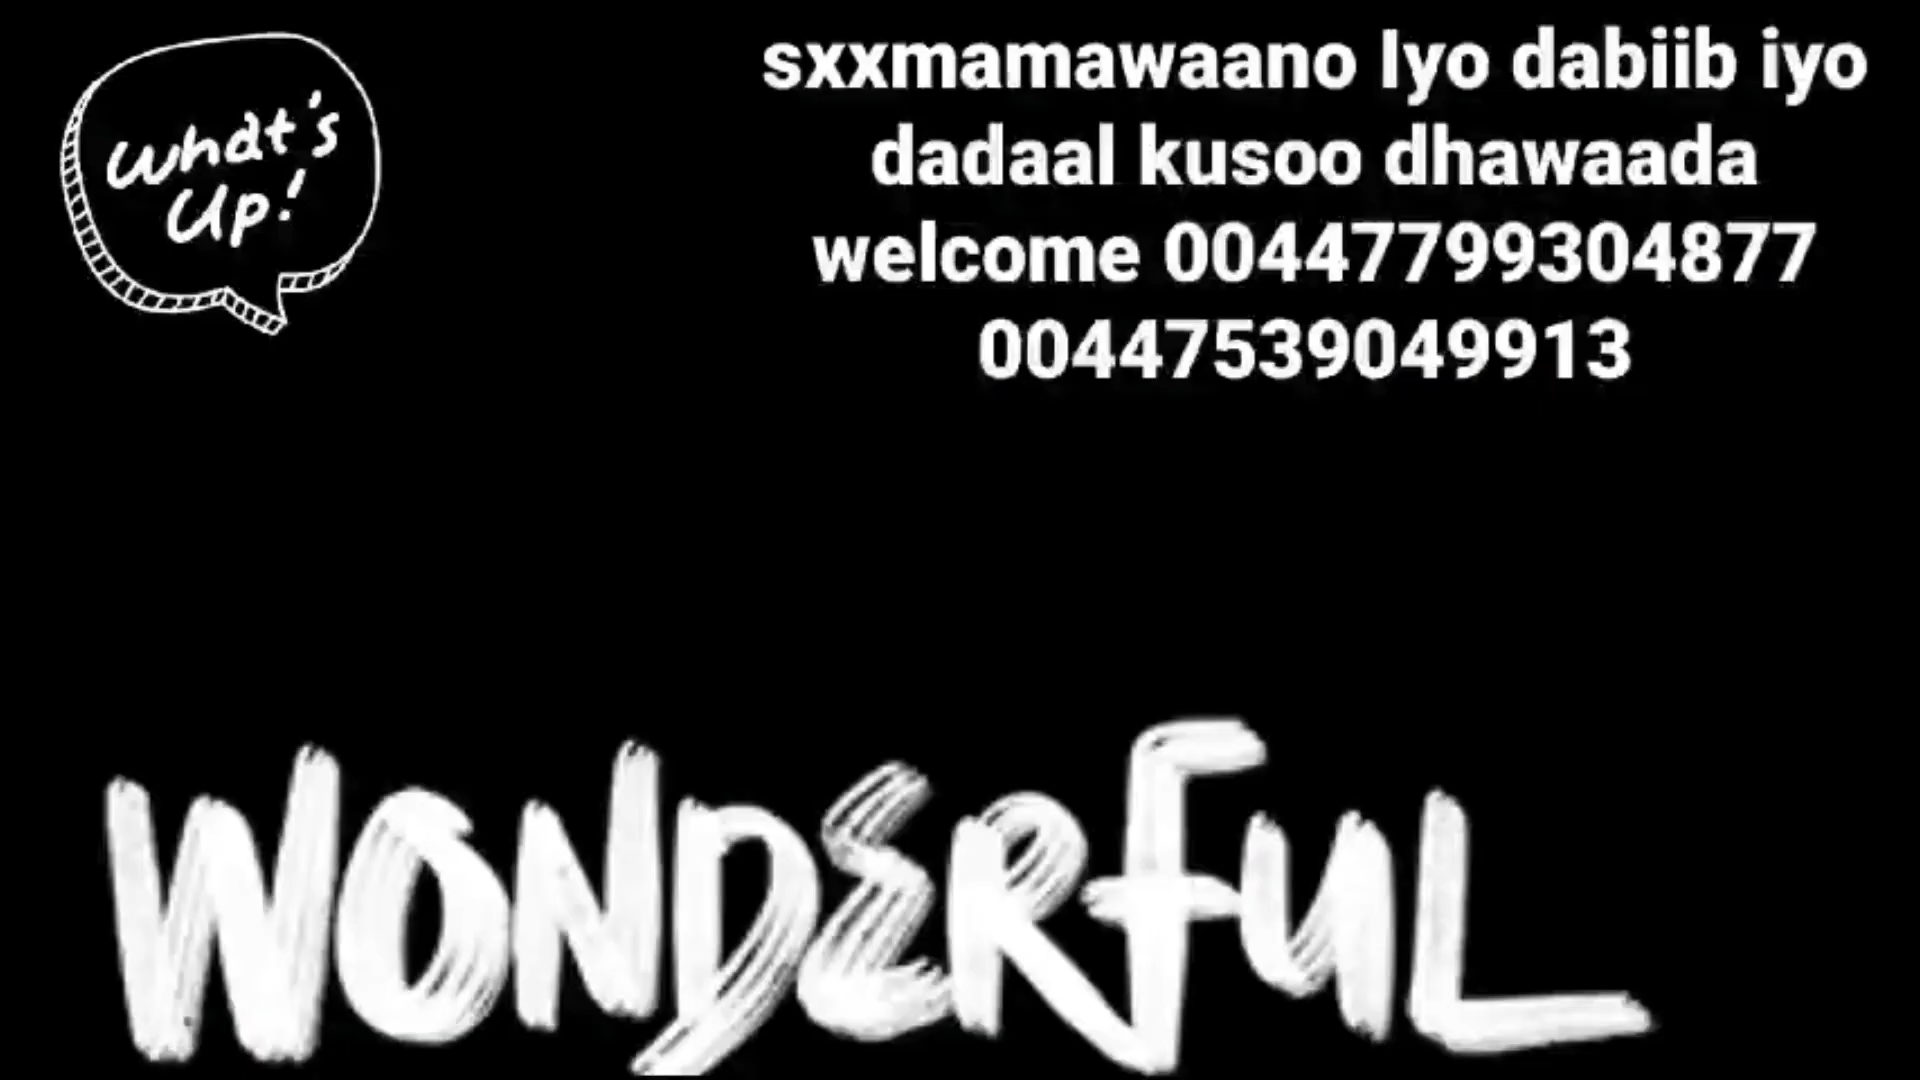 what's
Up!
sxxmamawaano Iyo dabiib iyo
dadaal kusoo dhawaada
welcome 00447799304877
00447539049913
WONDERFUL